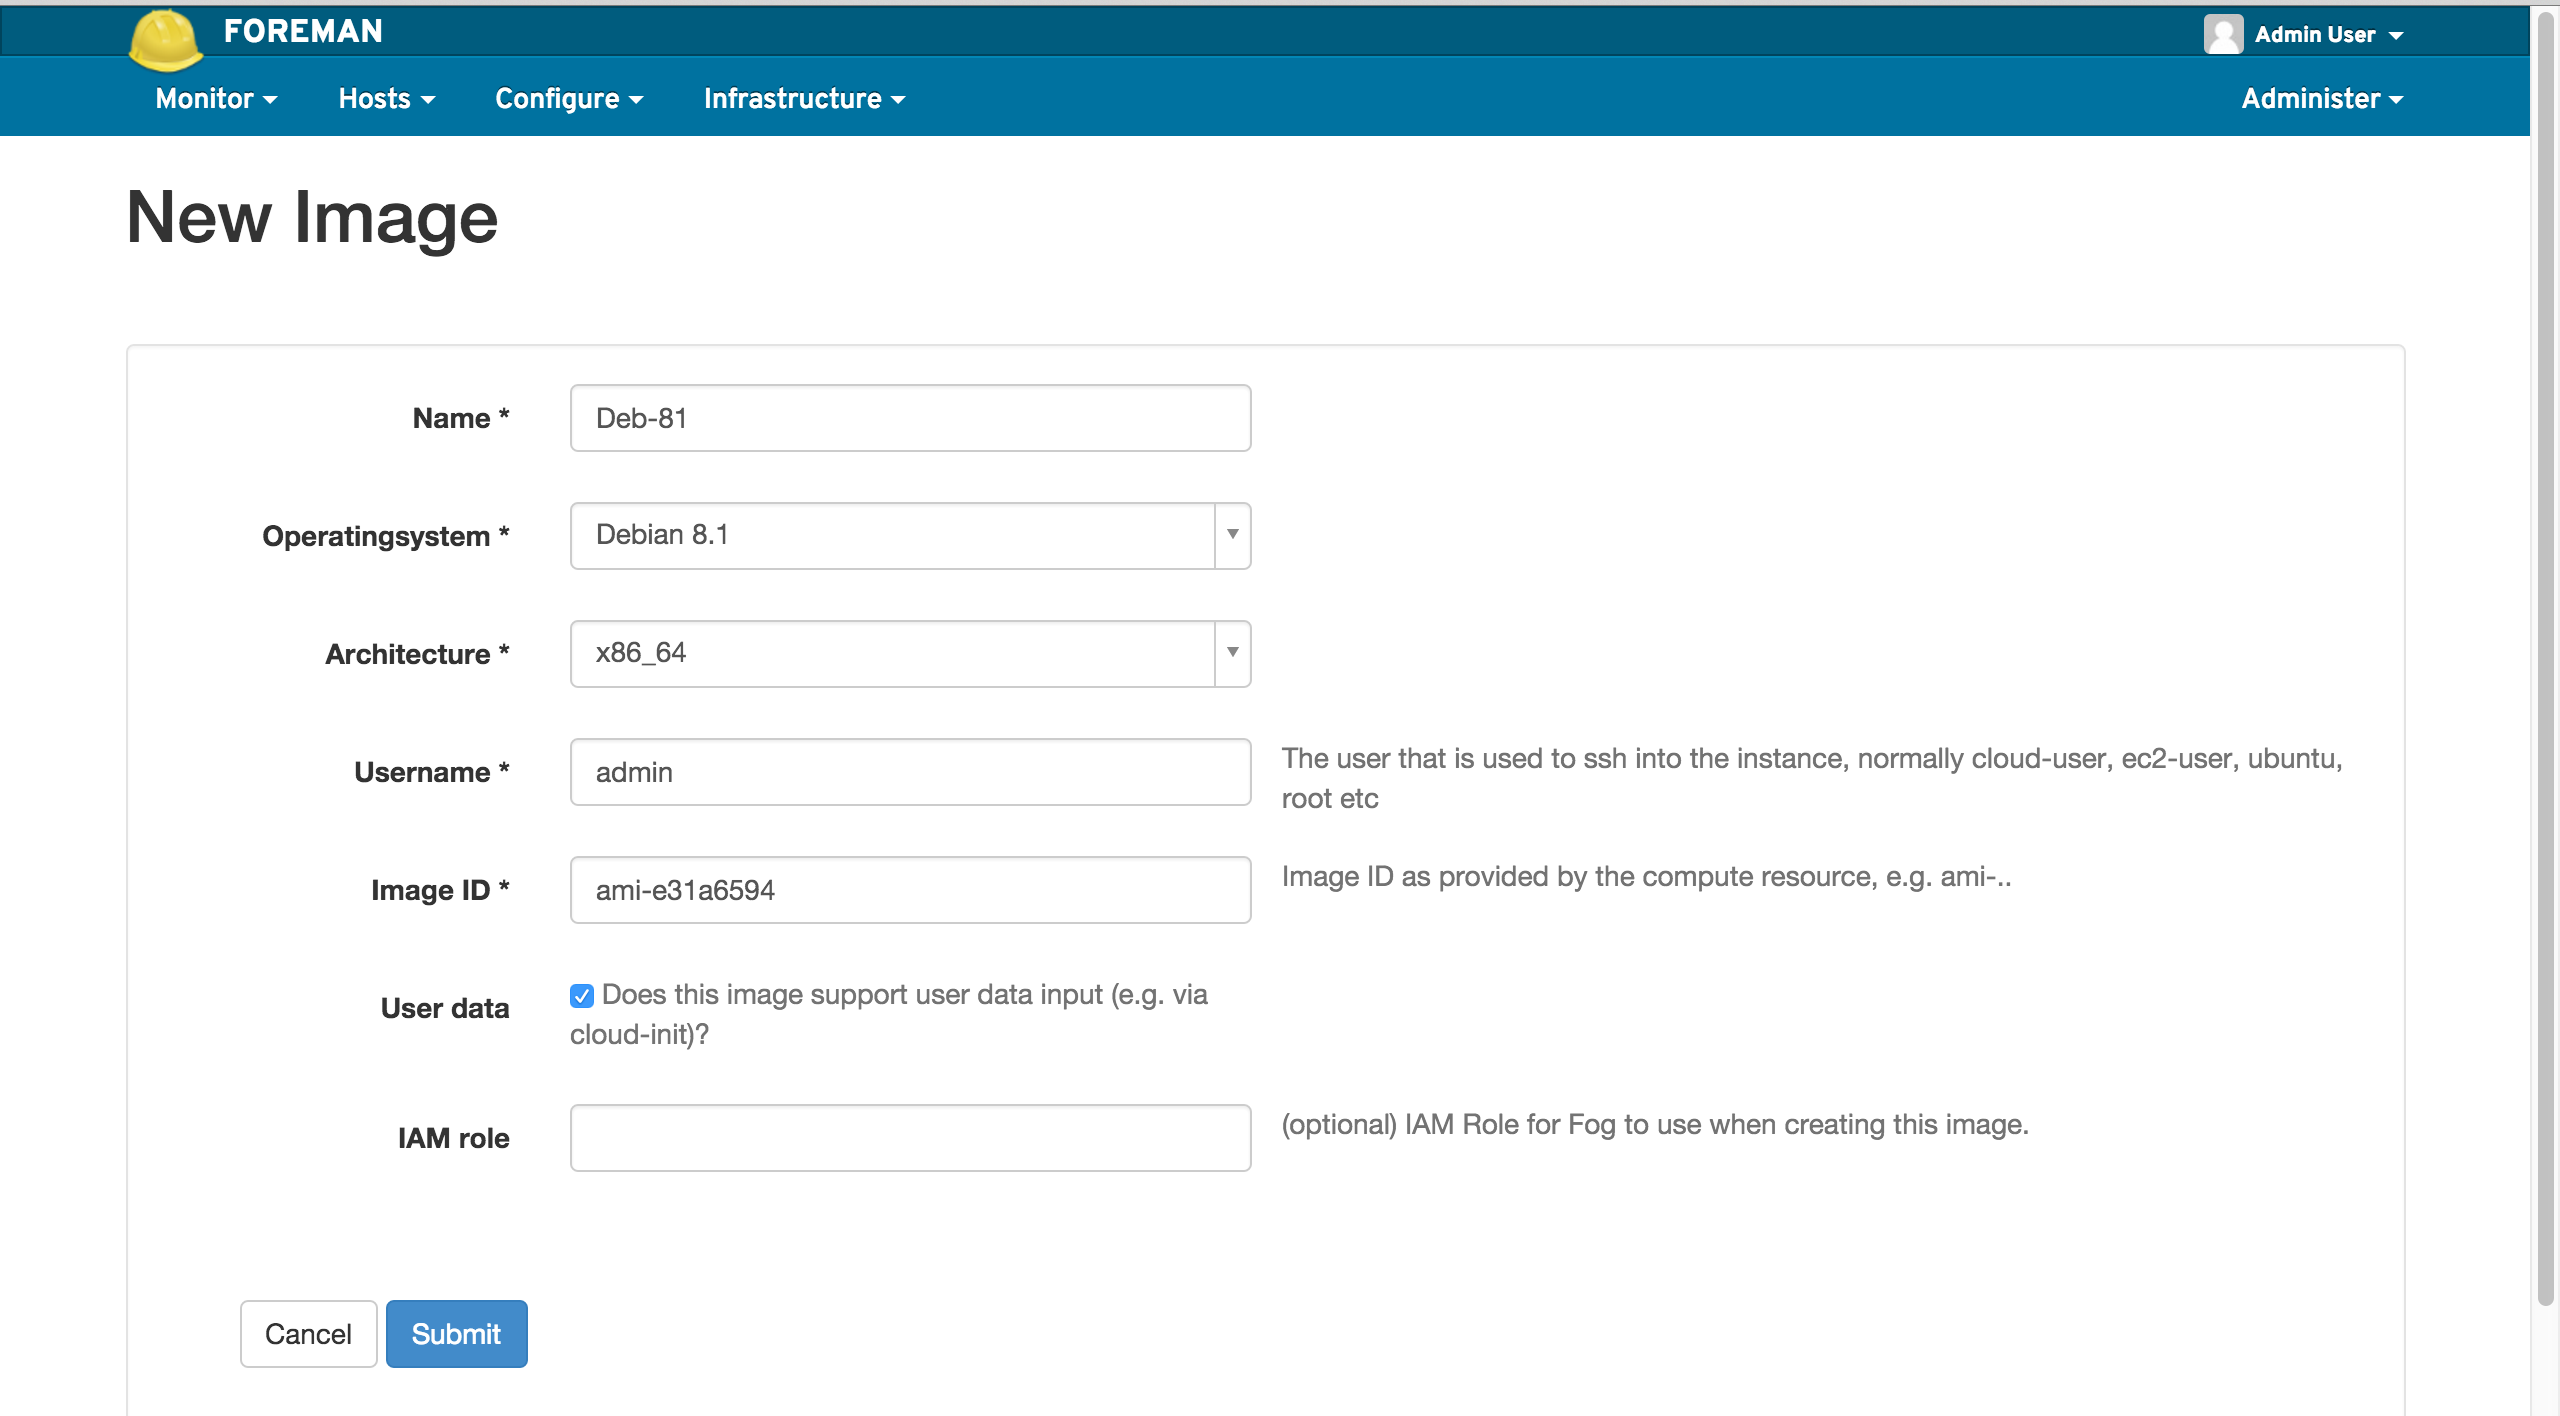 FOREMAN
Admin User
Monitor
Hosts
Configure
Infrastructure
Administer
New Image
Name *
Deb-81
Operatingsystem *
Debian 8.1
Architecture *
x86_64
Username *
admin
The user that is used to ssh into the instance, normally cloud-user, ec2-user, ubuntu,
root etc
Image ID *
ami-e31a6594
Image ID as provided by the compute resource, e.g. ami-..
User data
Does this image support user data input (e.g. via
cloud-init)?
IAM role
(optional) IAM Role for Fog to use when creating this image.
Cancel
Submit